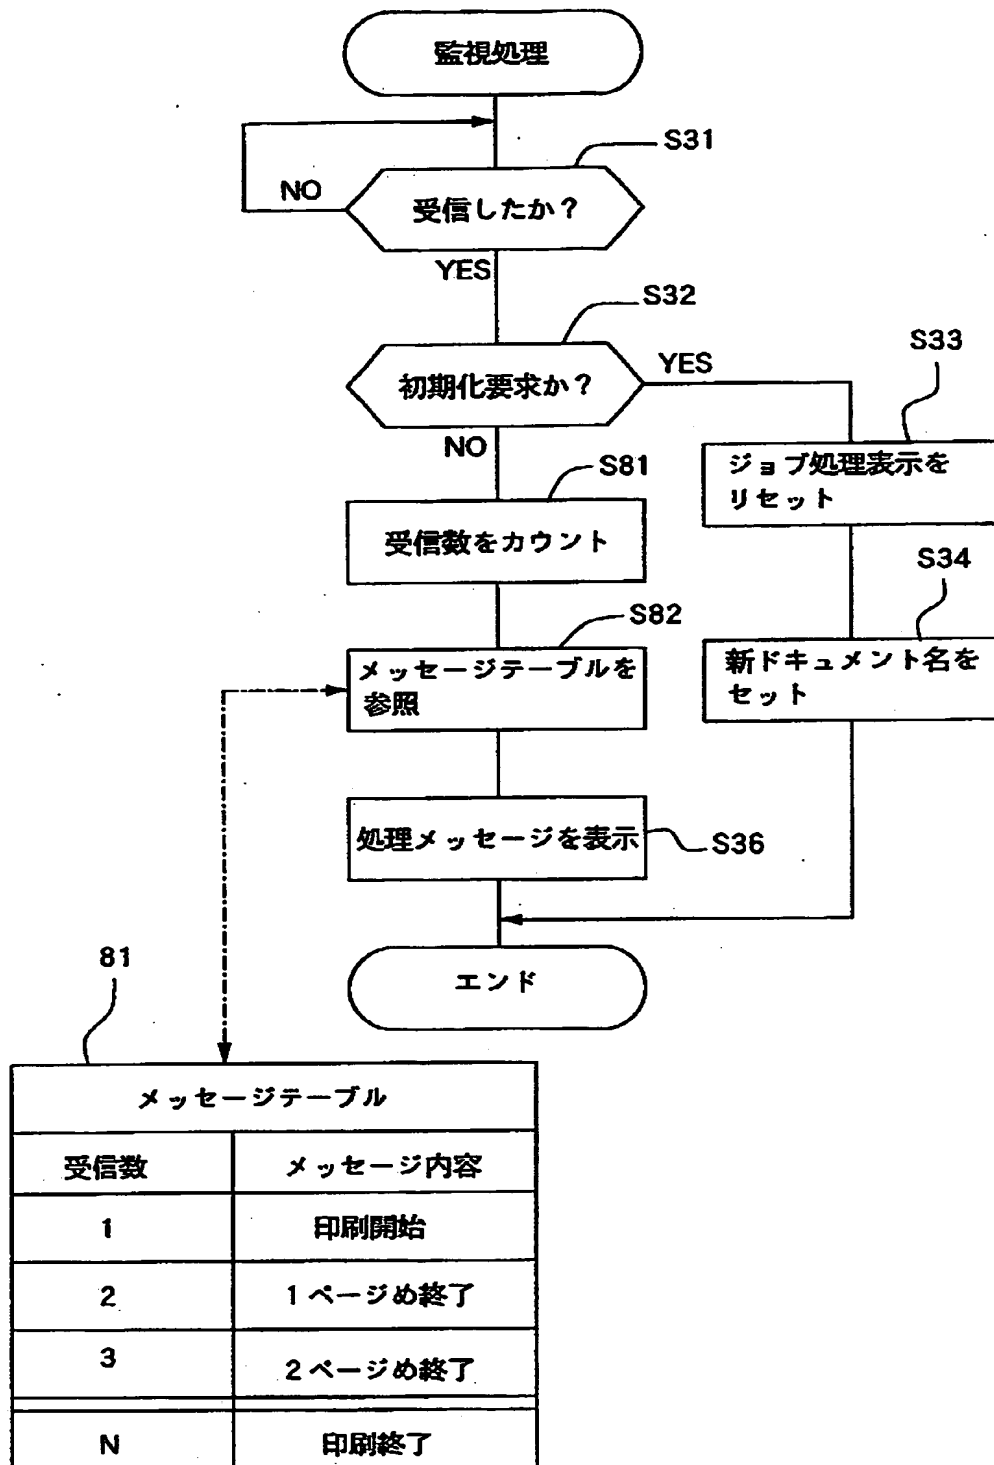 監視処理
S31
NO
受信したか？
YES
S32
初期化要求か？
YES
S33
NO
ジョブ処理表示を
リセット
S81
受信数をカウント
S34
S82
新ドキュメント名を
セット
メッセージテーブルを
参照
処理メッセージを表示
S36
エンド
81
メッセージテーブル
受信数 メッセージ内容
1 印刷開始
2 1ページめ終了
3 2ページめ終了
N 印刷終了